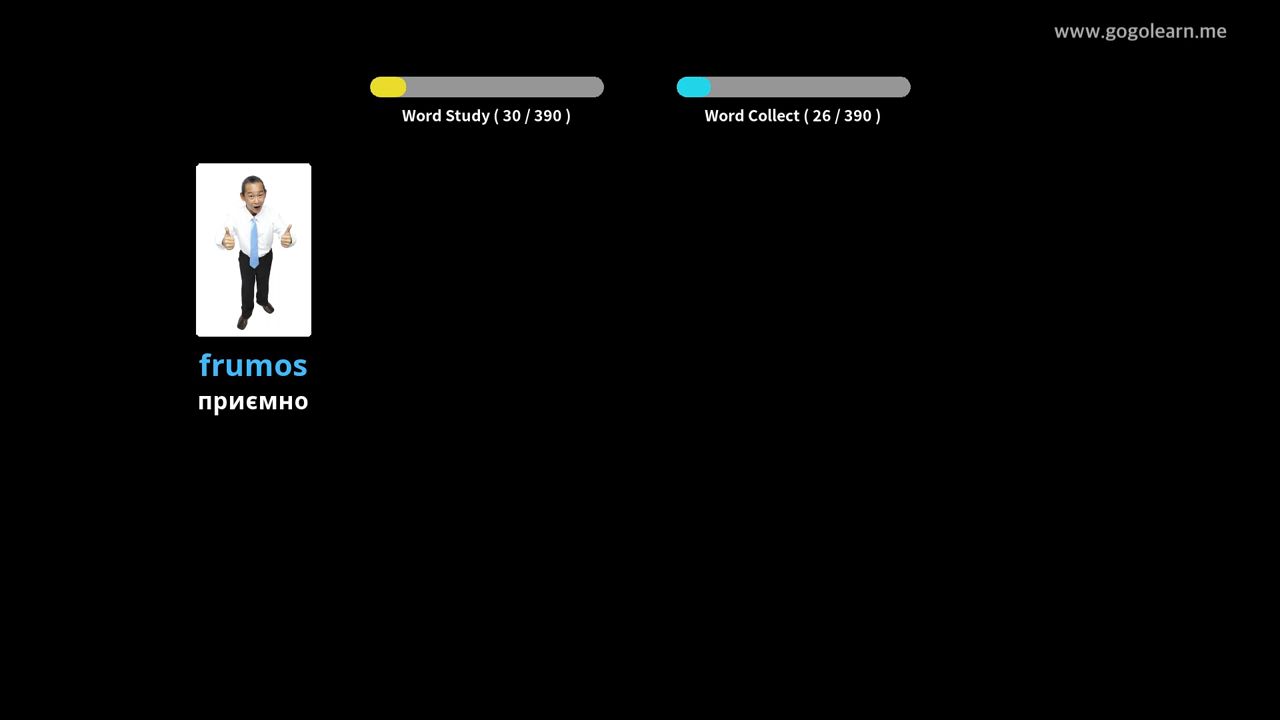 www.gogolearn.me
Word Study ( 30 / 390 )
Word Collect ( 26 / 390 )
frumos
приємно